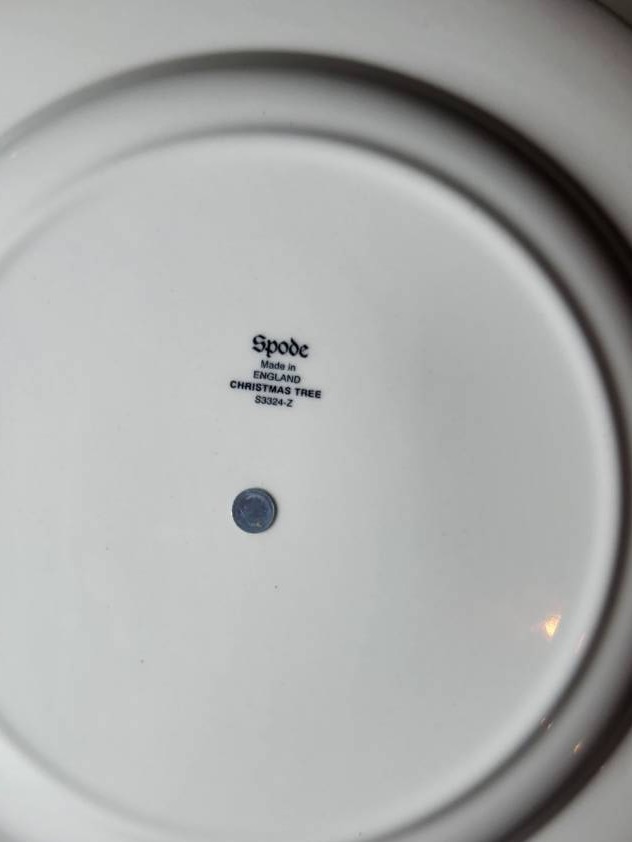 Spode
Made in
ENGLAND
CHRISTMAS TREE
S3324-Z